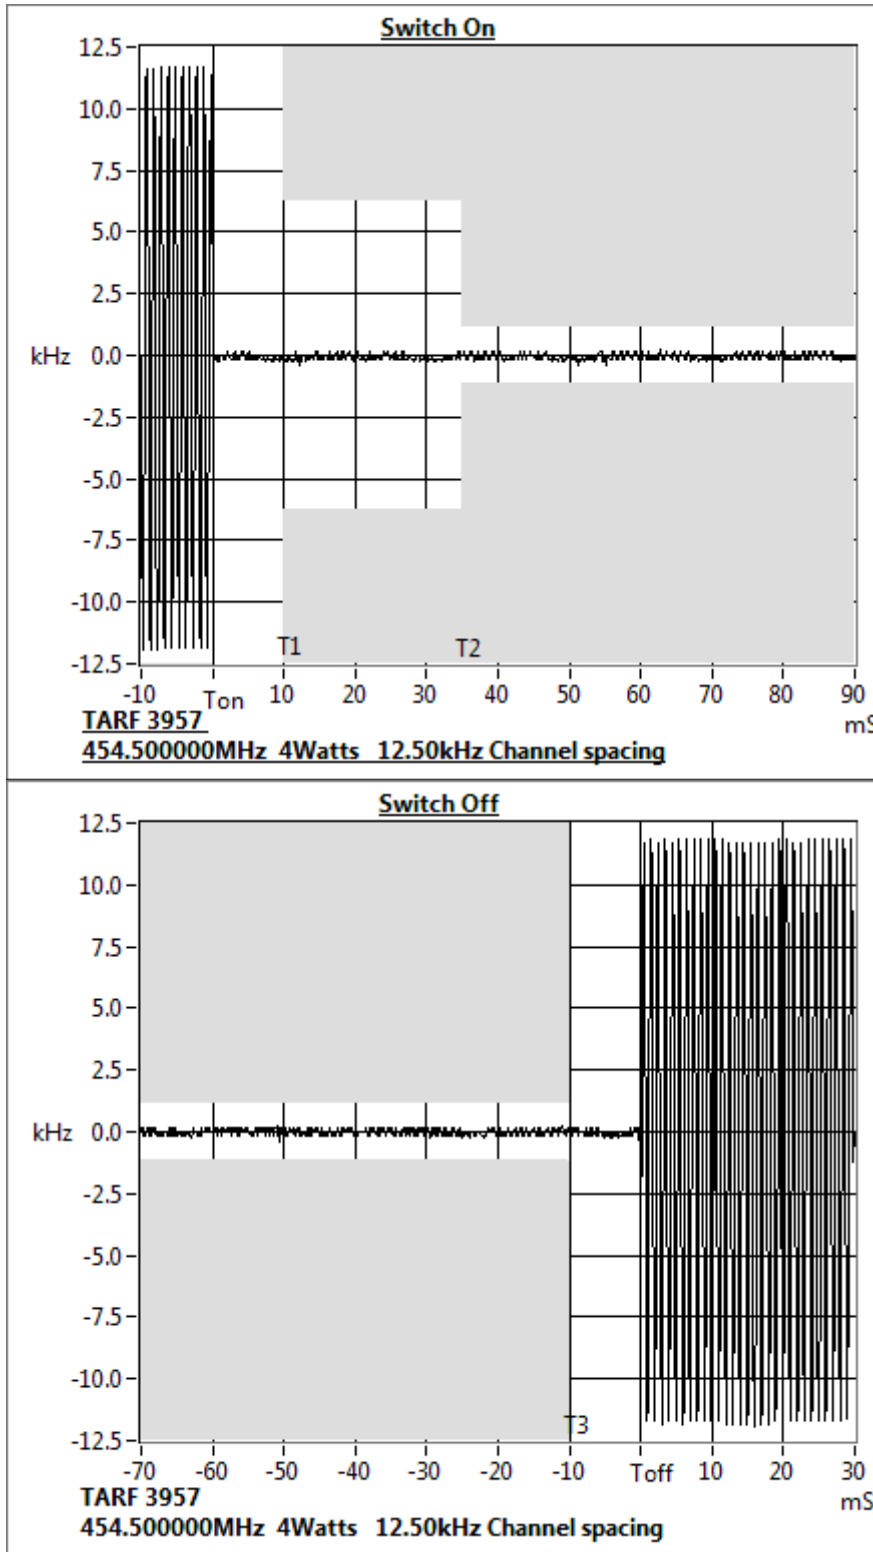 Switch On
12.5
10.0
7.5
5.0
2.5
kHz 0.0
-2.5
-5.0
-7.5
-10.0
-12.5
T1 T2
-10 Ton 10 20 30 40 50 60 70 80 90
mS
TARF 3957
454.500000MHz 4Watts 12.50kHz Channel spacing
Switch Off
12.5
10.0
7.5
5.0
2.5
kHz 0.0
-2.5
-5.0
-7.5
-10.0
-12.5
T3
-70 -60 -50 -40 -30 -20 -10 Toff 10 20 30
mS
TARF 3957
454.500000MHz 4Watts 12.50kHz Channel spacing